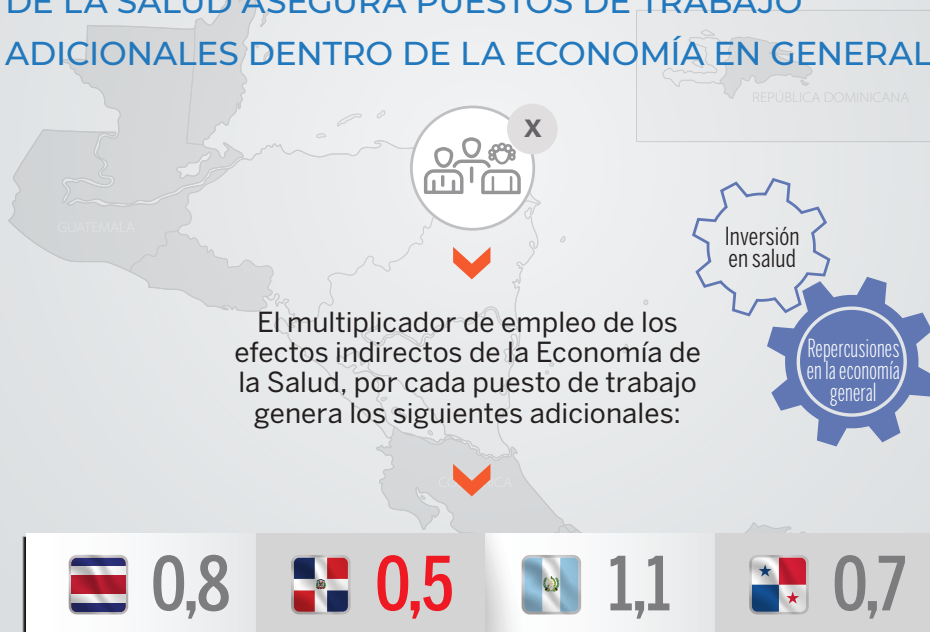 DE LA SALUD ASEGURA PUESTOS DE TRABAJO
ADICIONALES DENTRO DE LA ECONOMÍA EN GENERAL
REPÚBLICA DOMINICANA
X
GUATEMALA
Inversión
en salud
El multiplicador de empleo de los
efectos indirectos de la Economía de
la Salud, por cada puesto de trabajo
genera los siguientes adicionales:
Repercusiones
en la economía
general
0,8
0,5
1,1
0,7